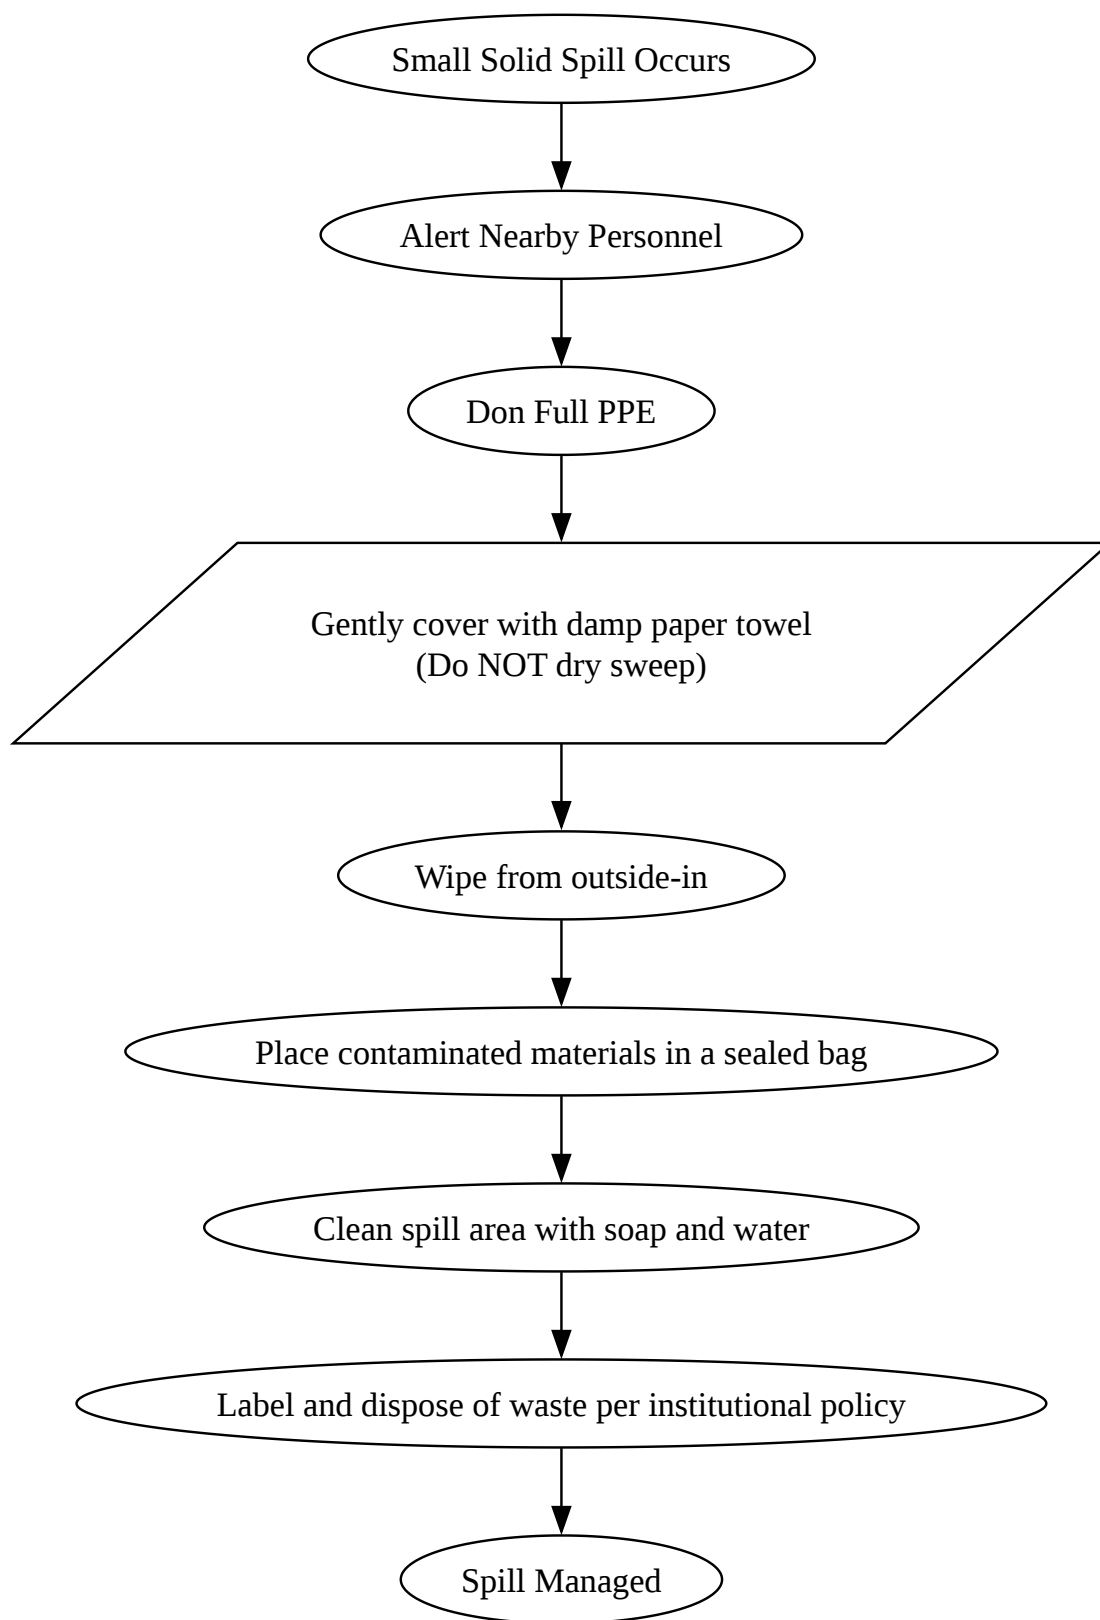 Small Solid Spill Occurs
Alert Nearby Personnel
Don Full PPE
Gently cover with damp paper towel
(Do NOT dry sweep)
Wipe from outside-in
Place contaminated materials in a sealed bag
Clean spill area with soap and water
Label and dispose of waste per institutional policy
Spill Managed